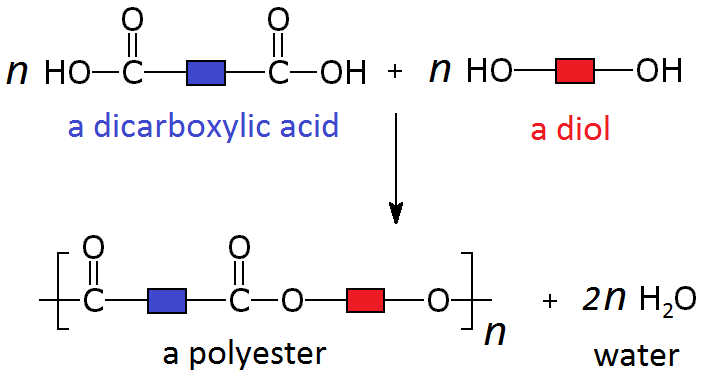 O O
n HO C C OH + n HO OH
a dicarboxylic acid a diol
O O
C C O O n + 2n H₂O
a polyester water